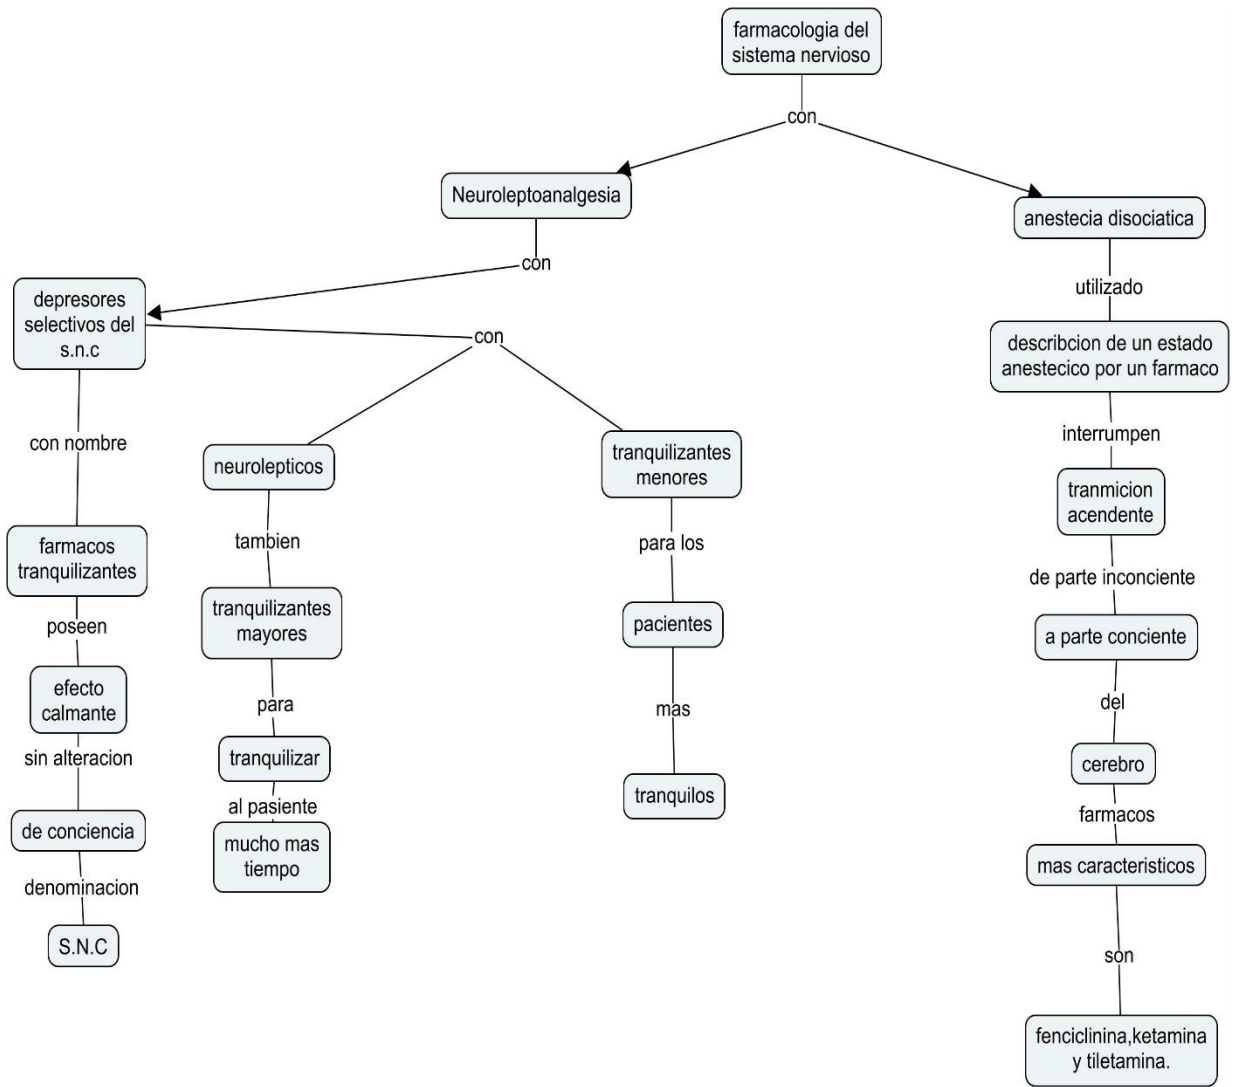 farmacologia del
sistema nervioso
con
Neuroleptoanalgesia
anestecia disociatica
con
utilizado
depresores
selectivos del
s.n.c
con
describcion de un estado
anestecico por un farmaco
con nombre
neurolepticos
tranquilizantes
menores
interrumpen
tranmicion
acendente
farmacos
tranquilizantes
tambien
para los
de parte inconciente
poseen
tranquilizantes
mayores
pacientes
a parte conciente
efecto
calmante
para
mas
del
sin alteracion
tranquilizar
tranquilos
cerebro
de conciencia
al pasiente
mucho mas
tiempo
farmacos
mas caracteristicos
denominacion
S.N.C
son
fenciclinina,ketamina
y tiletamina.